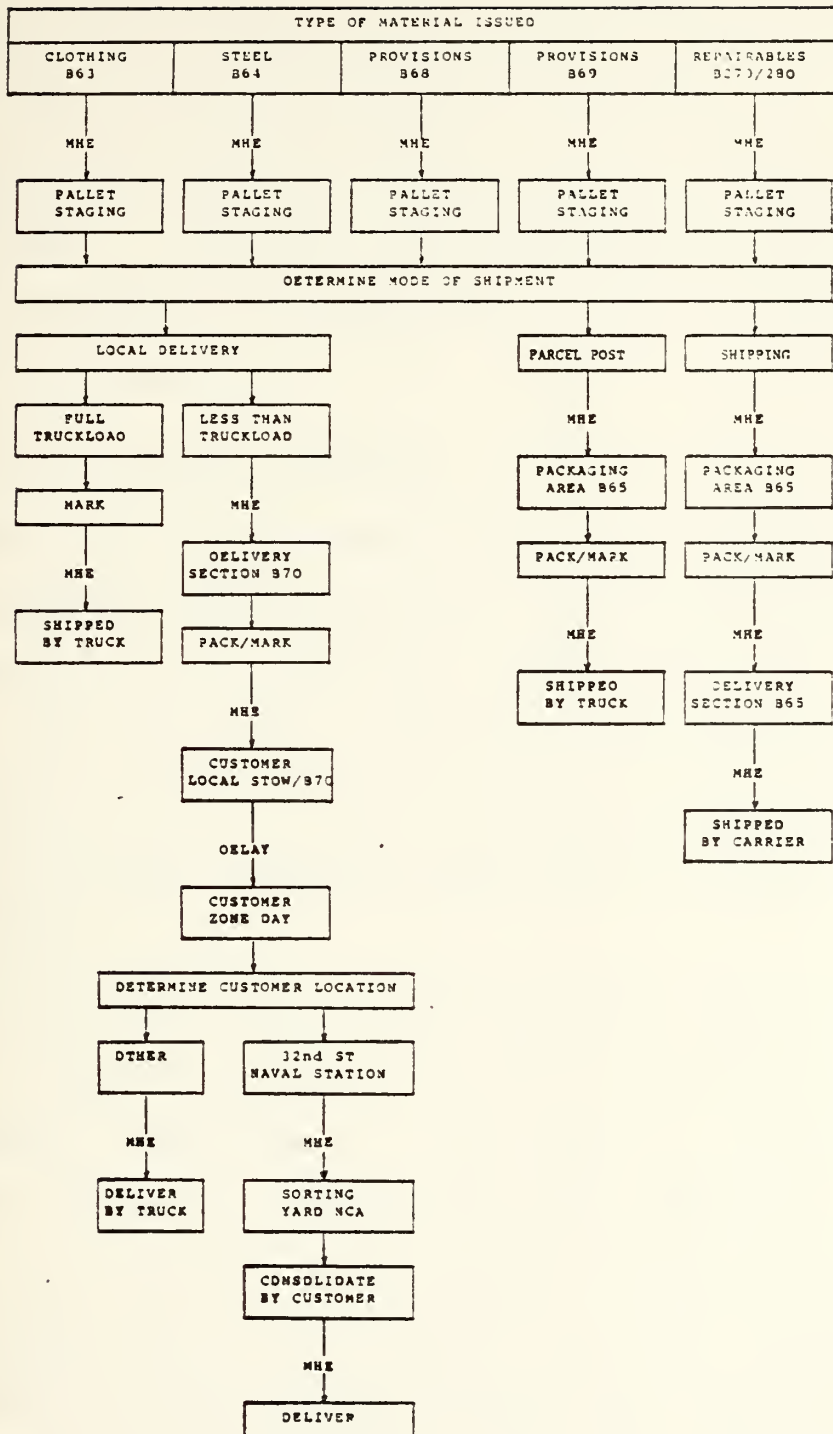 TYPE OF MATERIAL ISSUED
CLOTHING STEEL PROVISIONS PROVISIONS REPAIRABLES
B63 B64 B68 B69 B270/280
MHE MHE MHE MHE MHE
PALLET PALLET PALLET PALLET PALLET
STAGING STAGING STAGING STAGING STAGING
DETERMINE MODE OF SHIPMENT
LOCAL DELIVERY PARCEL POST SHIPPING
FULL LESS THAN
TRUCKLOAD TRUCKLOAD
MHE MHE
PACKAGING PACKAGING
AREA B65 AREA B65
MARK MHE
DELIVERY PACK/MARK PACK/MARK
SECTION B70
MHE
SHIPPED
BY TRUCK PACK/MARK MHE MHE
SHIPPED DELIVERY
BY TRUCK SECTION B65
MHE
CUSTOMER
LOCAL STOW/B70 MHE
SHIPPED
BY CARRIER
DELAY
CUSTOMER
ZONE DAY
DETERMINE CUSTOMER LOCATION
OTHER 32nd ST
NAVAL STATION
MHE MHE
DELIVER SORTING
BY TRUCK YARD NCA
CONSOLIDATE
BY CUSTOMER
MHE
DELIVER